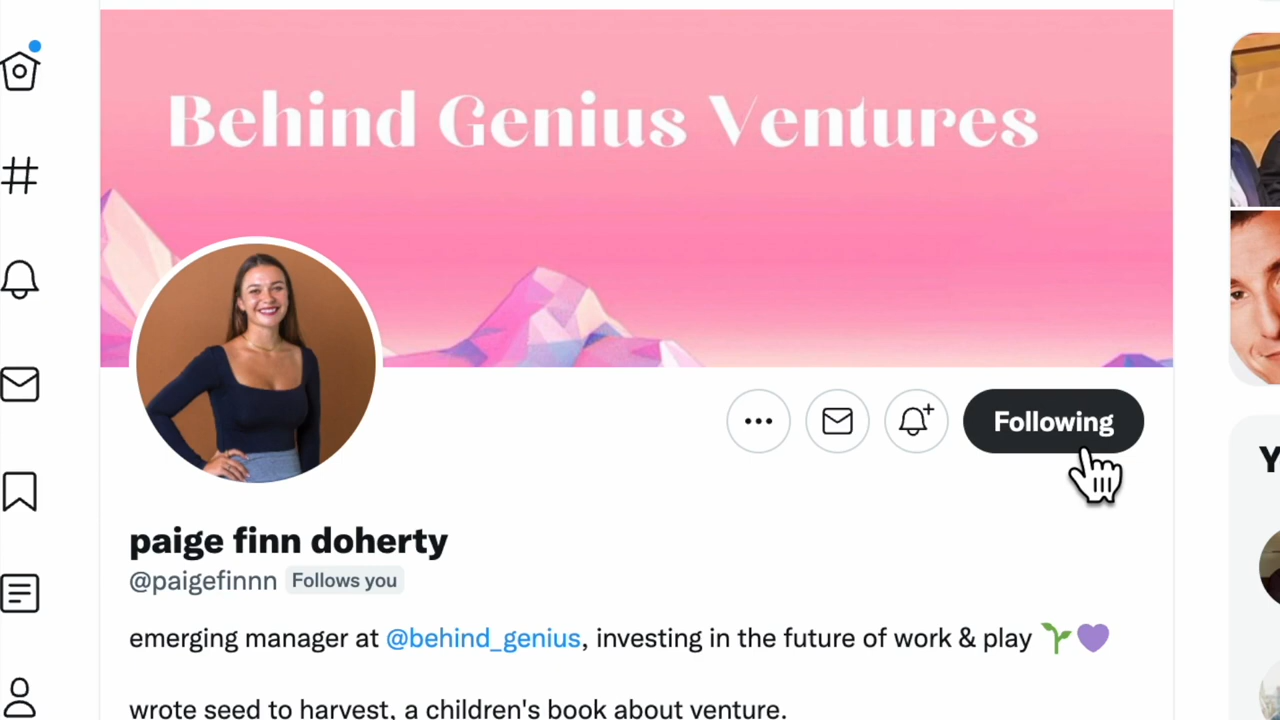 Behind Genius Ventures
Following
paige finn doherty
@paigefinnn Follows you
emerging manager at @behind_genius, investing in the future of work & play 🌱💜
wrote seed to harvest, a children's book about venture.
Y